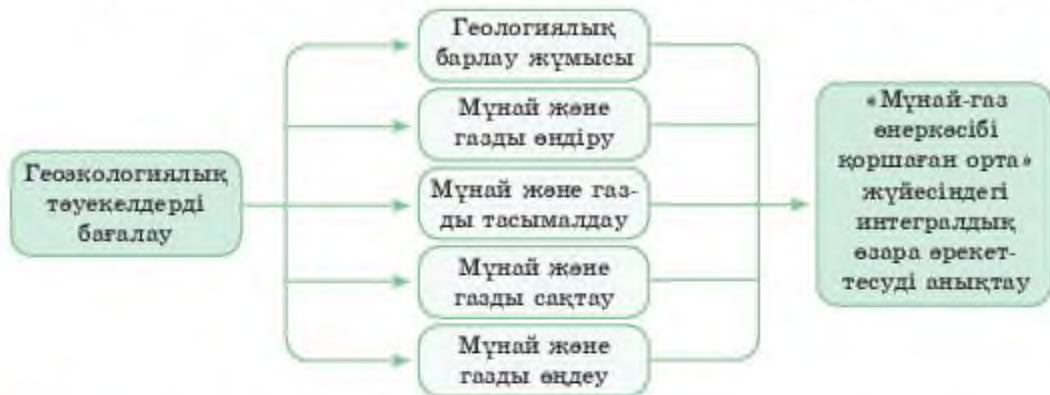 Геоэкологиялық
тәуекелдерді
бағалау
Геологиялық
барлау жұмысы
Мұнай және
газды өндіру
Мұнай және газ-
ды тасымалдау
Мұнай және
газды сақтау
Мұнай және
газды өңдеу
«Мұнай-газ
өнеркәсібі
қоршаған орта»
жүйесіндегі
интегралдық
өзара әрекет-
тесуді анықтау